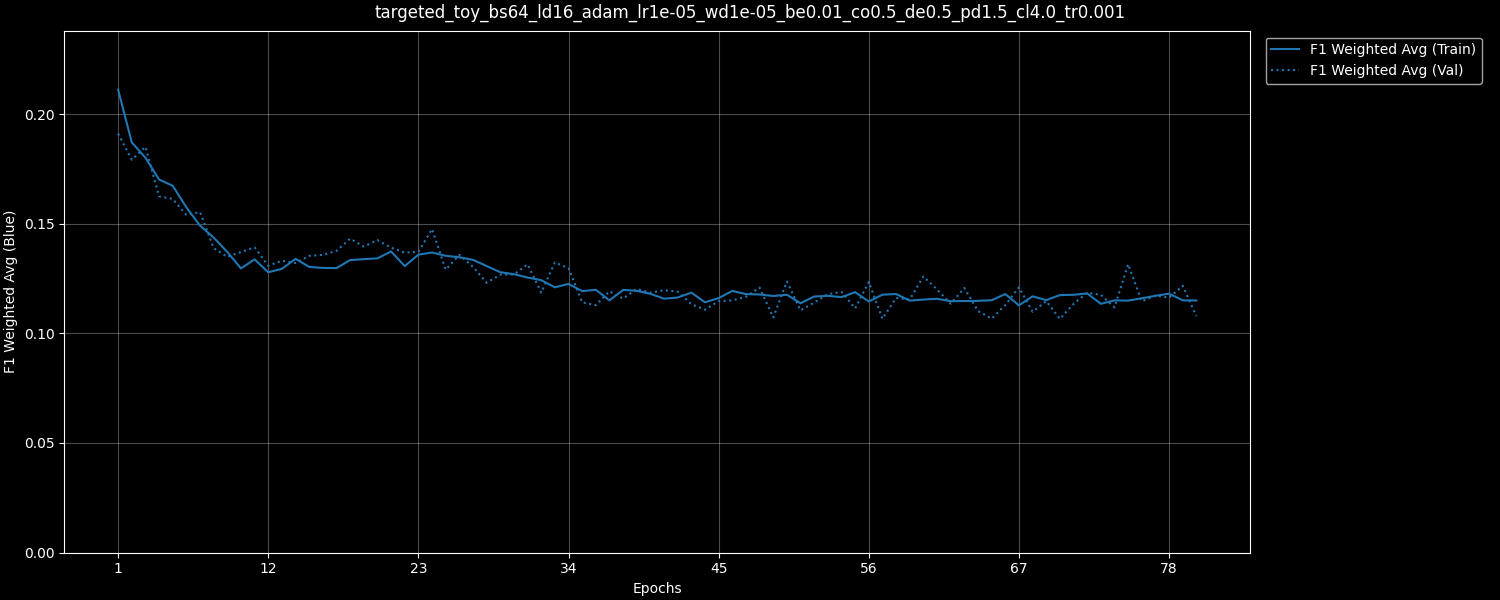 targeted_toy_bs64_ld16_adam_lr1e-05_wd1e-05_be0.01_co0.5_de0.5_pd1.5_cl4.0_tr0.001
F1 Weighted Avg (Train)
F1 Weighted Avg (Val)
F1 Weighted Avg (Blue)
0.20
0.15
0.10
0.05
0.00
1 12 23 34 45 56 67 78
Epochs